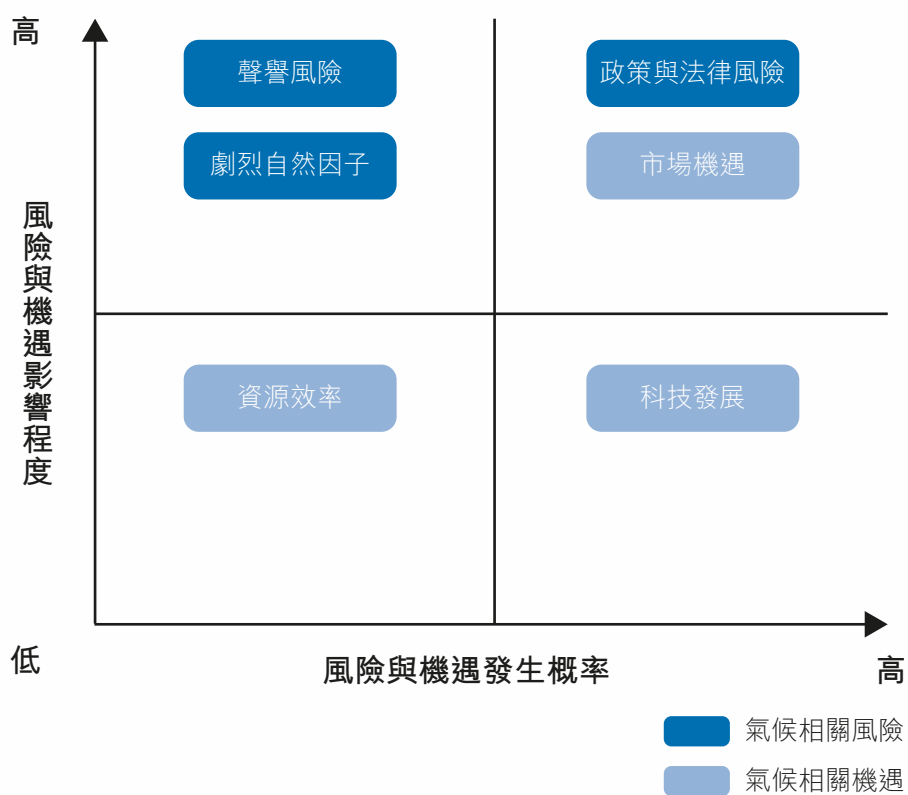 高
聲譽風險
政策與法律風險
劇烈自然因子
市場機遇
風險與機遇影響程度
資源效率
科技發展
低
風險與機遇發生概率
高
氣候相關風險
氣候相關機遇